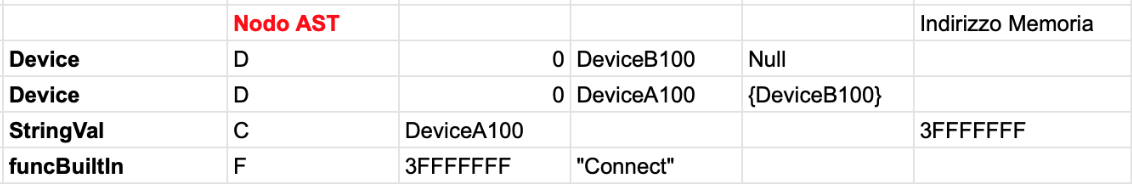 Nodo AST Indirizzo Memoria
Device D 0 DeviceB100 Null
Device D 0 DeviceA100 {DeviceB100}
StringVal C DeviceA100 3FFFFFFF
funcBuiltIn F 3FFFFFFF "Connect"